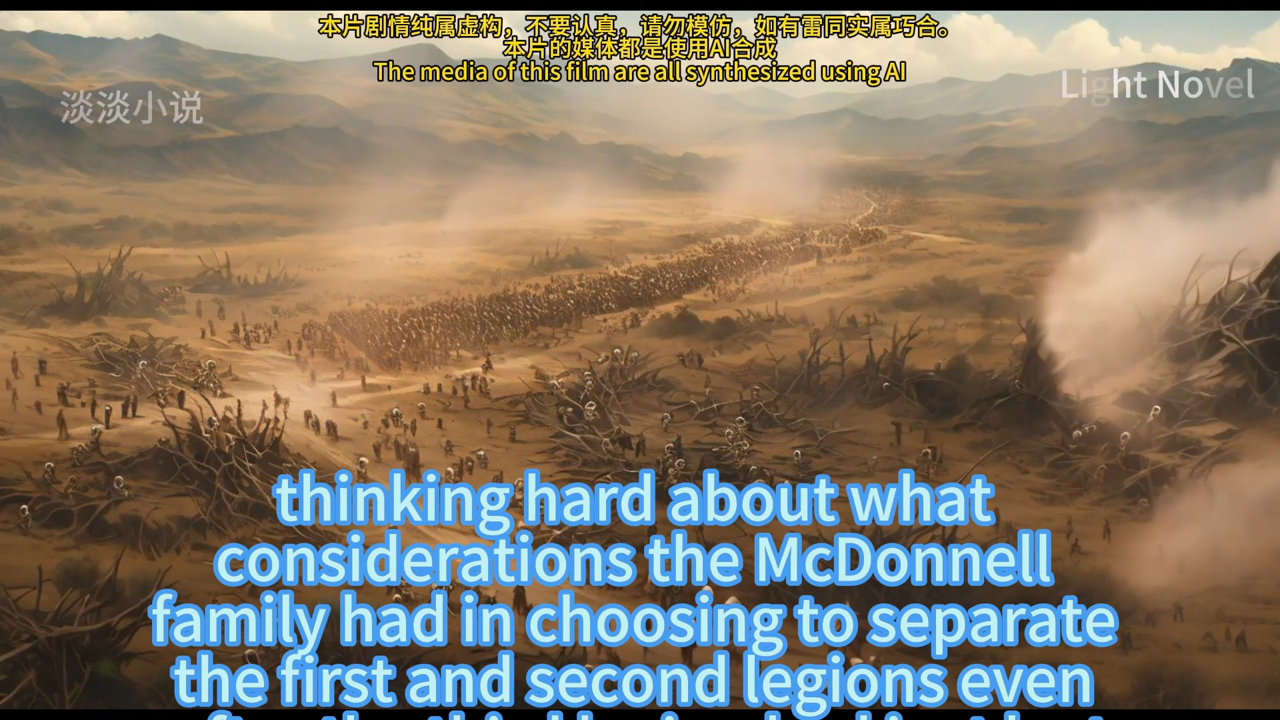 本片剧情纯属虚构，不要认真，请勿模仿，如有雷同实属巧合。
本片的媒体都是使用AI合成
The media of this film are all synthesized using AI
淡淡小说
Light Novel
thinking hard about what
considerations the McDonnell
family had in choosing to separate
the first and second legions even